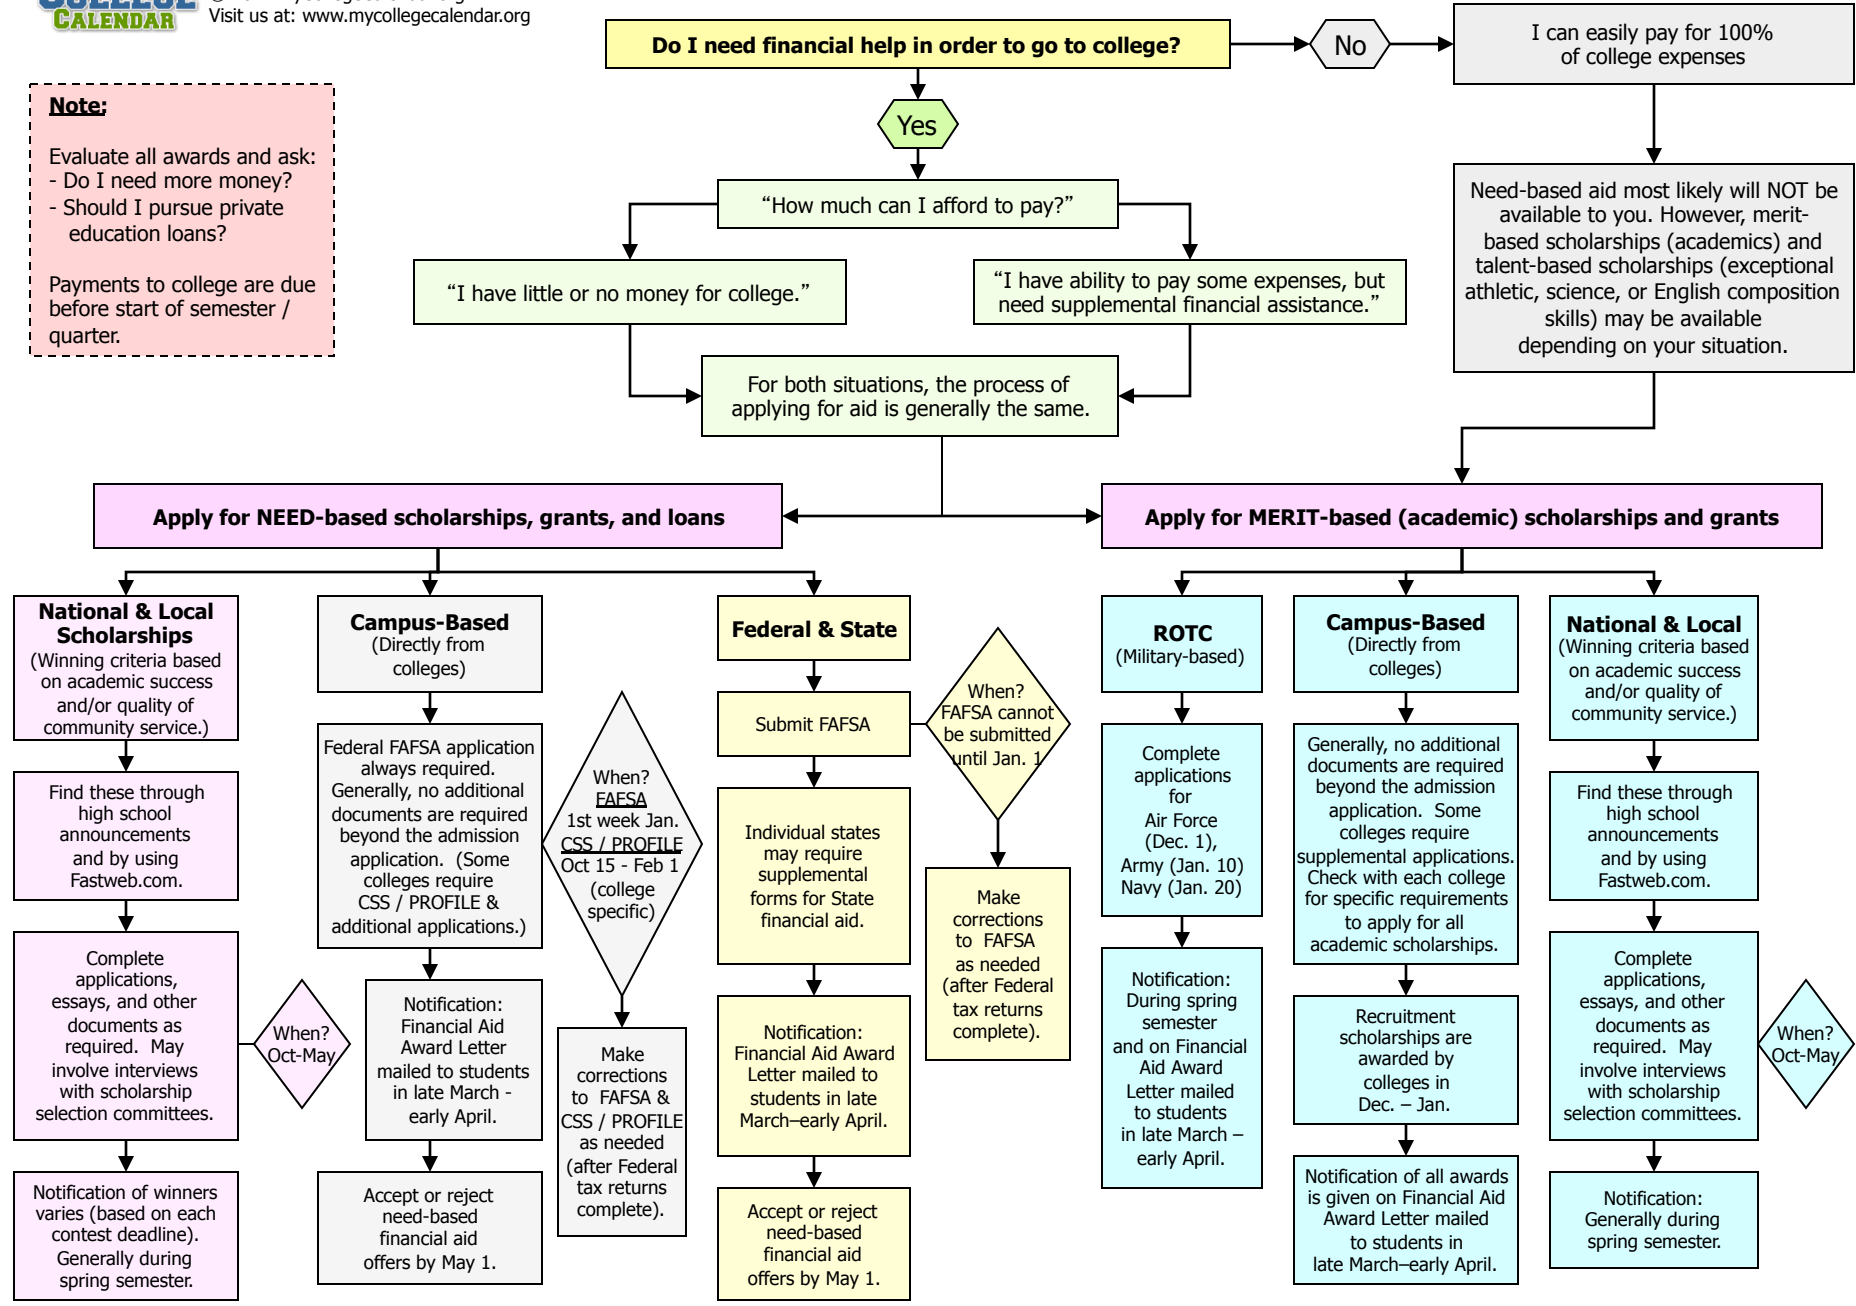 COLLEGE
CALENDAR
Visit us at: www.mycollegecalendar.org
Do I need financial help in order to go to college?
No
I can easily pay for 100%
of college expenses
Note:
Evaluate all awards and ask:
- Do I need more money?
- Should I pursue private
education loans?
Payments to college are due
before start of semester /
quarter.
Yes
“How much can I afford to pay?”
“I have little or no money for college.”
“I have ability to pay some expenses, but
need supplemental financial assistance.”
For both situations, the process of
applying for aid is generally the same.
Need-based aid most likely will NOT be
available to you. However, merit-
based scholarships (academics) and
talent-based scholarships (exceptional
athletic, science, or English composition
skills) may be available
depending on your situation.
Apply for NEED-based scholarships, grants, and loans
Apply for MERIT-based (academic) scholarships and grants
National & Local
Scholarships
(Winning criteria based
on academic success
and/or quality of
community service.)
Find these through
high school
announcements
and by using
Fastweb.com.
Complete
applications,
essays, and other
documents as
required.  May
involve interviews
with scholarship
selection committees.
When?
Oct-May
Notification of winners
varies (based on each
contest deadline).
Generally during
spring semester.
Campus-Based
(Directly from
colleges)
Federal FAFSA application
always required.
Generally, no additional
documents are required
beyond the admission
application.  (Some
colleges require
CSS / PROFILE &
additional applications.)
When?
FAFSA
1st week Jan.
CSS / PROFILE
Oct 15 - Feb 1
(college
specific)
Notification:
Financial Aid
Award Letter
mailed to students
in late March -
early April.
Make
corrections
to  FAFSA &
CSS / PROFILE
as needed
(after Federal
tax returns
complete).
Accept or reject
need-based
financial aid
offers by May 1.
Federal & State
Submit FAFSA
When?
FAFSA cannot
be submitted
until Jan. 1
Individual states
may require
supplemental
forms for State
financial aid.
Make
corrections
to  FAFSA
as needed
(after Federal
tax returns
complete).
Notification:
Financial Aid Award
Letter mailed to
students in late
March–early April.
Accept or reject
need-based
financial aid
offers by May 1.
ROTC
(Military-based)
Complete
applications
for
Air Force
(Dec. 1),
Army (Jan. 10)
Navy (Jan. 20)
Notification:
During spring
semester
and on Financial
Aid Award
Letter mailed
to students
in late March –
early April.
Campus-Based
(Directly from
colleges)
Generally, no additional
documents are required
beyond the admission
application.  Some
colleges require
supplemental applications.
Check with each college
for specific requirements
to apply for all
academic scholarships.
Recruitment
scholarships are
awarded by
colleges in
Dec. – Jan.
Notification of all awards
is given on Financial Aid
Award Letter mailed
to students in
late March–early April.
National & Local
(Winning criteria based
on academic success
and/or quality of
community service.)
Find these through
high school
announcements
and by using
Fastweb.com.
Complete
applications,
essays, and other
documents as
required.  May
involve interviews
with scholarship
selection committees.
When?
Oct-May
Notification:
Generally during
spring semester.